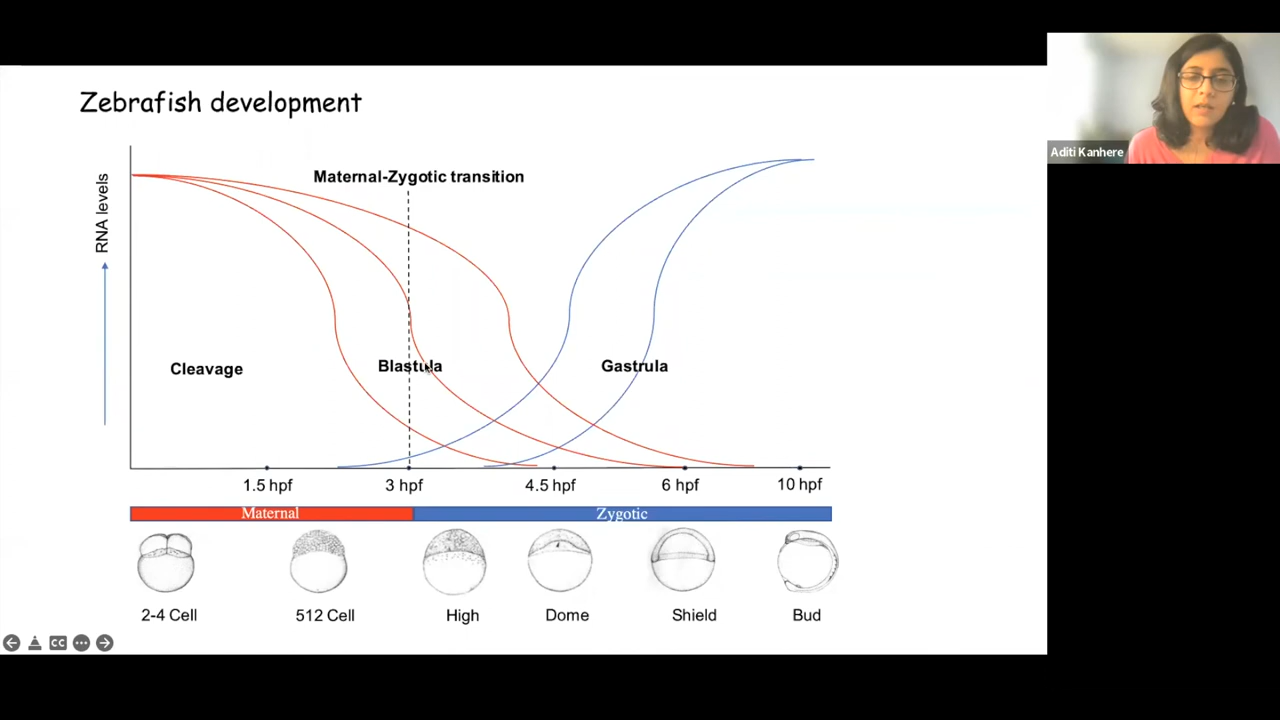 Zebrafish development
Aditi Kanhere
Maternal-Zygotic transition
RNA levels
Cleavage
Blastula
Gastrula
1.5 hpf
3 hpf
4.5 hpf
6 hpf
10 hpf
Maternal
Zygotic
2-4 Cell
512 Cell
High
Dome
Shield
Bud
CC